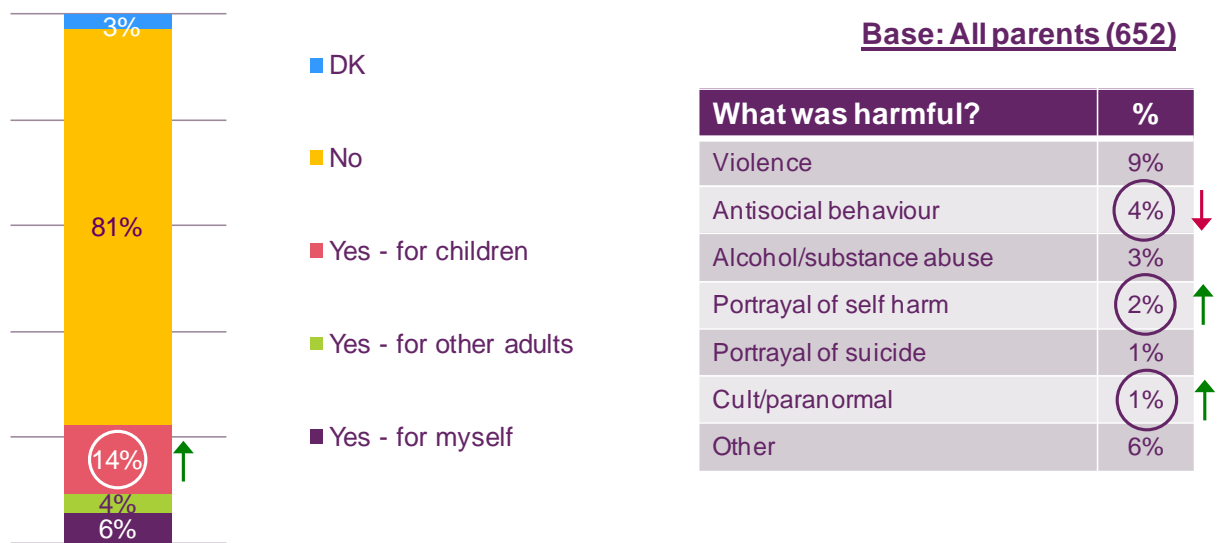 3%
81%
14%
4%
6%
DK
No
Yes - for children
Yes - for other adults
Yes - for myself
Base: All parents (652)
What was harmful? %
Violence 9%
Antisocial behaviour 4%
Alcohol/substance abuse 3%
Portrayal of self harm 2%
Portrayal of suicide 1%
Cult/paranormal 1%
Other 6%